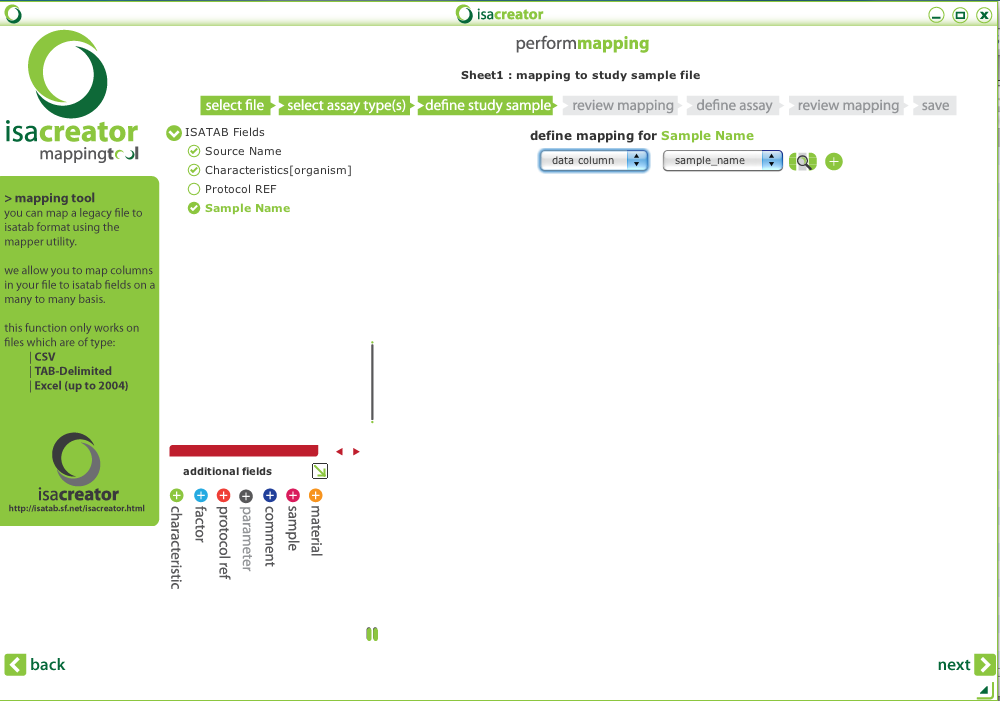 isacreator
performmapping
Sheet1 : mapping to study sample file
select file
select assay type(s)
define study sample
review mapping
define assay
review mapping
save
isacreator
mappingtool
> mapping tool
you can map a legacy file to
isatab format using the
mapper utility.
we allow you to map columns
in your file to isatab fields on a
many to many basis.
this function only works on
files which are of type:
| CSV
| TAB-Delimited
| Excel (up to 2004)
isacreator
http://isatab.sf.net/isacreator.html
ISATAB Fields
Source Name
Characteristics[organism]
Protocol REF
Sample Name
define mapping for Sample Name
data column
sample_name
additional fields
characteristic
factor
protocol ref
parameter
comment
sample
material
back
next